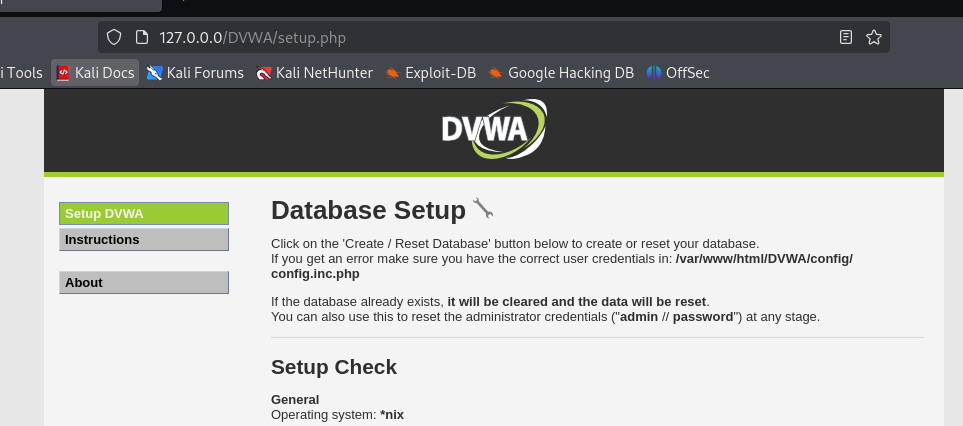 127.0.0.0/DVWA/setup.php
i Tools Kali Docs Kali Forums Kali NetHunter Exploit-DB Google Hacking DB OffSec
DVWA
Setup DVWA
Instructions
About
Database Setup
Click on the 'Create / Reset Database' button below to create or reset your database.
If you get an error make sure you have the correct user credentials in: /var/www/html/DVWA/config/
config.inc.php
If the database already exists, it will be cleared and the data will be reset.
You can also use this to reset the administrator credentials ("admin // password") at any stage.
Setup Check
General
Operating system: *nix